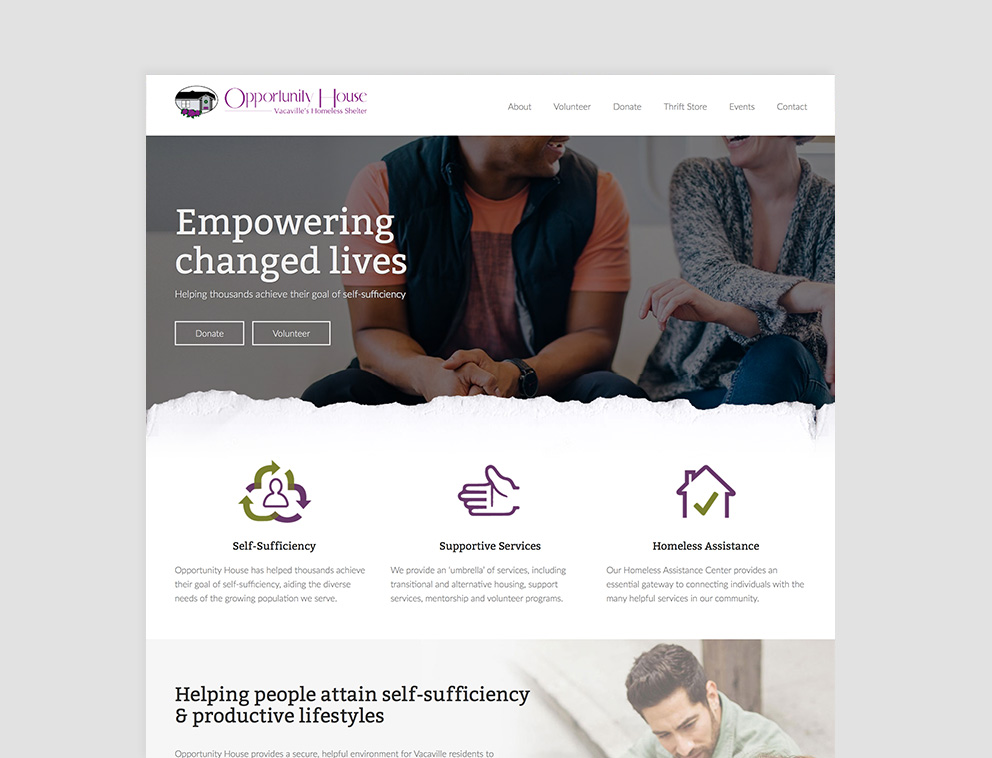 Opportunity House
Vacaville's Homeless Shelter
About
Volunteer
Donate
Thrift Store
Events
Contact
Empowering
changed lives
Helping thousands achieve their goal of self-sufficiency
Donate
Volunteer
Self-Sufficiency
Opportunity House has helped thousands achieve
their goal of self-sufficiency, aiding the diverse
needs of the growing population we serve.
Supportive Services
We provide an 'umbrella' of services, including
transitional and alternative housing, support
services, mentorship and volunteer programs.
Homeless Assistance
Our Homeless Assistance Center provides an
essential gateway to connecting individuals with the
many helpful services in our community.
Helping people attain self-sufficiency
& productive lifestyles
Opportunity House provides a secure, helpful environment for Vacaville residents to